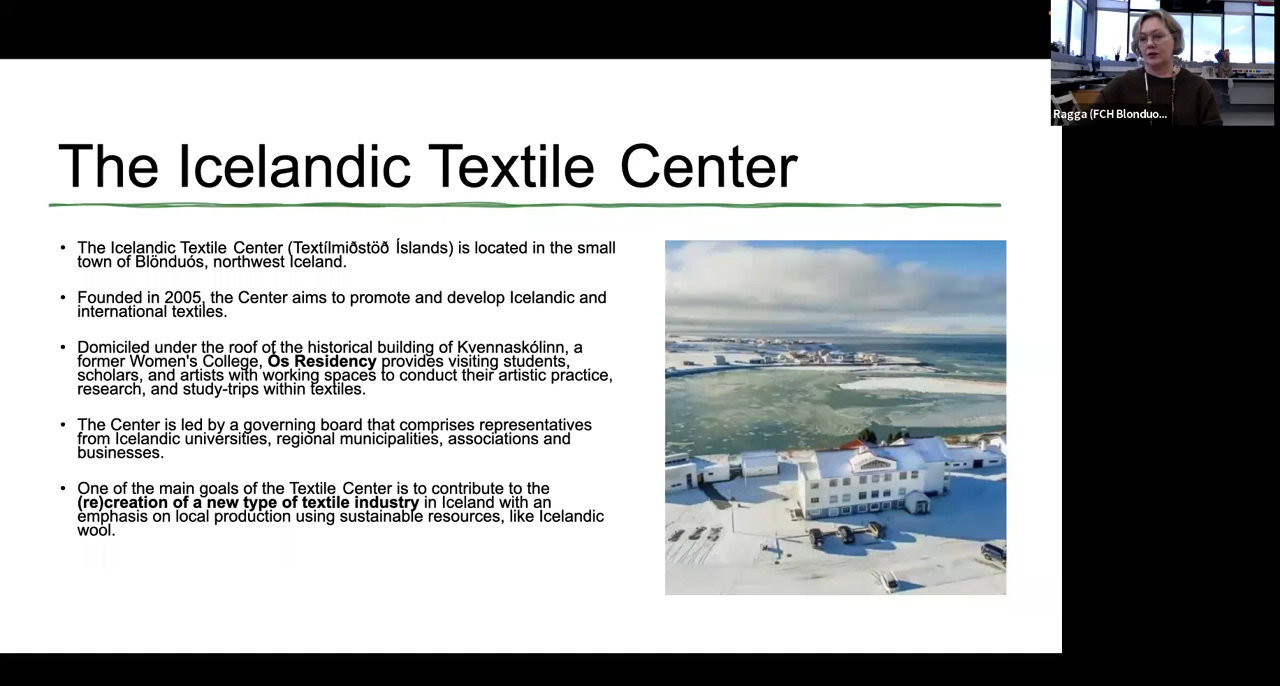 Ragga (FCH Blonduo...
The Icelandic Textile Center
• The Icelandic Textile Center (Textílmiðstöð Íslands) is located in the small
town of Blönduós, northwest Iceland.
• Founded in 2005, the Center aims to promote and develop Icelandic and
international textiles.
• Domiciled under the roof of the historical building of Kvennaskólinn, a
former Women's College, Ós Residency provides visiting students,
scholars, and artists with working spaces to conduct their artistic practice,
research, and study-trips within textiles.
• The Center is led by a governing board that comprises representatives
from Icelandic universities, regional municipalities, associations and
businesses.
• One of the main goals of the Textile Center is to contribute to the
(re)creation of a new type of textile industry in Iceland with an
emphasis on local production using sustainable resources, like Icelandic
wool.